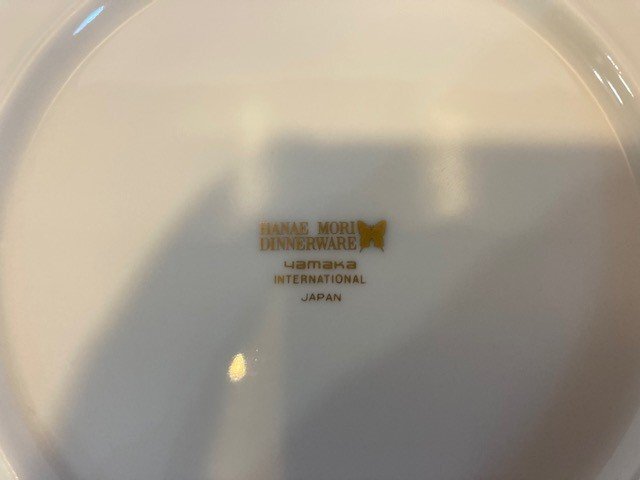 HANAE MORI
DINNERWARE
yamaka
INTERNATIONAL
JAPAN